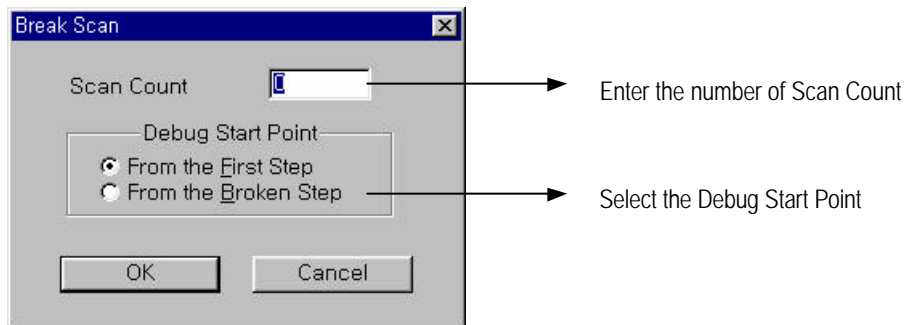 Break Scan
Scan Count
Enter the number of Scan Count
Debug Start Point
From the First Step
From the Broken Step
Select the Debug Start Point
OK
Cancel